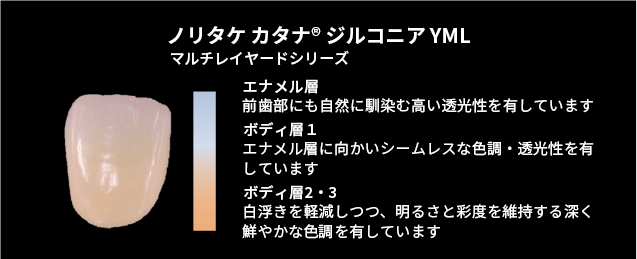 ノリタケ カタナ® ジルコニア YML
マルチレイヤードシリーズ
エナメル層
前歯部にも自然に馴染む高い透光性を有しています
ボディ層１
エナメル層に向かいシームレスな色調・透光性を有
しています
ボディ層2・3
白浮きを軽減しつつ、明るさと彩度を維持する深く
鮮やかな色調を有しています